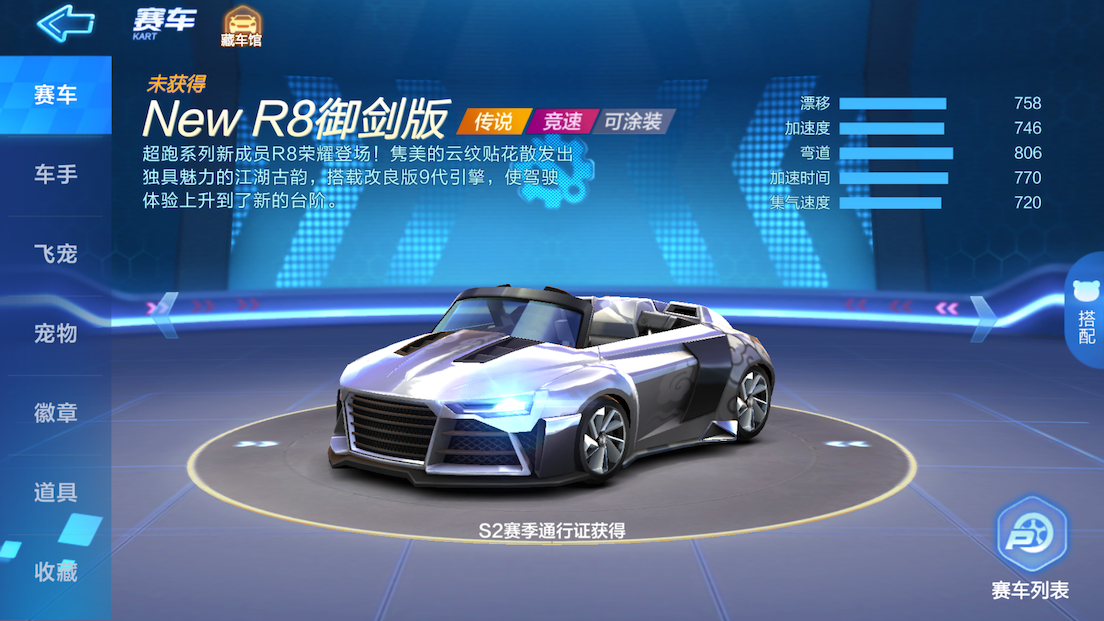 赛车
KART
藏车馆
赛车
车手
飞宠
宠物
徽章
道具
收藏
未获得
New R8御剑版 传说 竞速 可涂装
超跑系列新成员R8荣耀登场！隽美的云纹贴花散发出
独具魅力的江湖古韵，搭载改良版9代引擎，使驾驶
体验上升到了新的台阶。
漂移 758
加速度 746
弯道 806
加速时间 770
集气速度 720
搭配
S2赛季通行证获得
赛车列表